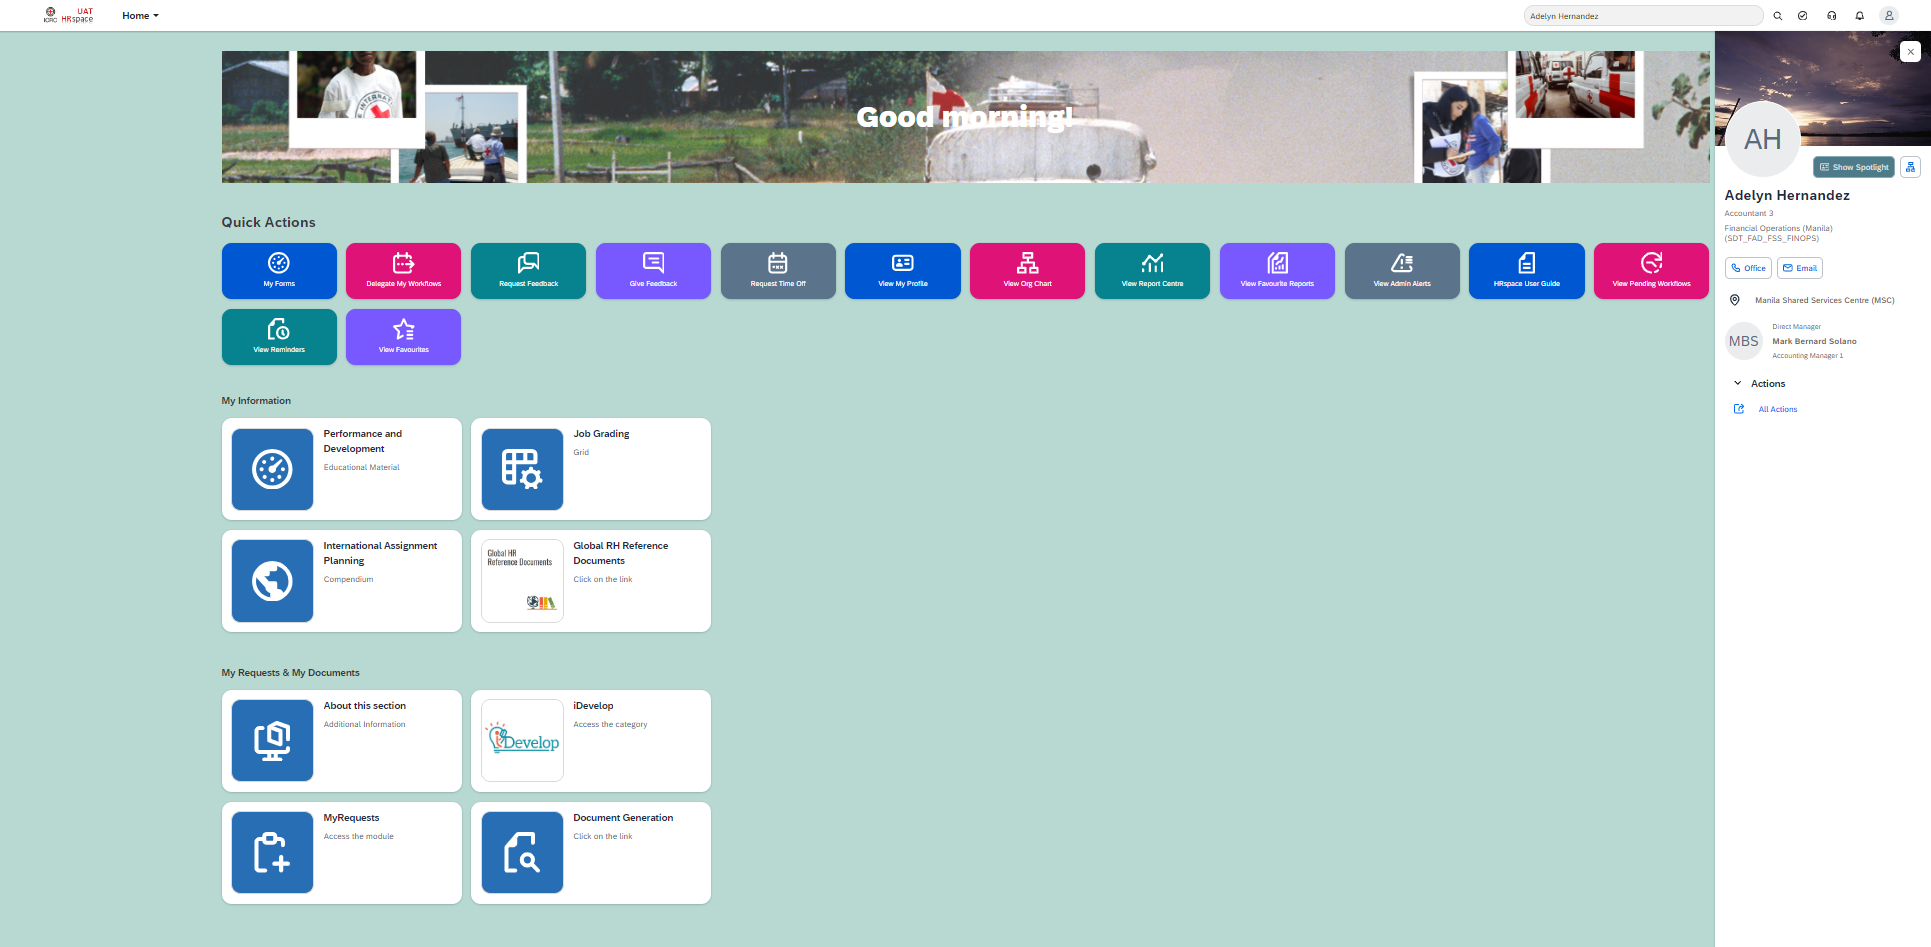 ICRC
UAT
HRspace
Home
Adelyn Hernandez
INTERNAT
Good morning!
Quick Actions
My Forms
Delegate My Workflows
Request Feedback
Give Feedback
Request Time Off
View My Profile
View Org Chart
View Report Centre
View Favourite Reports
View Admin Alerts
HRspace User Guide
View Pending Workflows
View Reminders
View Favourites
My Information
Performance and
Development
Educational Material
Job Grading
Grid
International Assignment
Planning
Compendium
Global HR
Reference Documents
Global RH Reference
Documents
Click on the link
My Requests & My Documents
About this section
Additional Information
iDevelop
iDevelop
Access the category
MyRequests
Access the module
Document Generation
Click on the link
AH
Show Spotlight
Adelyn Hernandez
Accountant 3
Financial Operations (Manila)
(SDT_FAD_FSS_FINOPS)
Office
Email
Manila Shared Services Centre (MSC)
MBS
Direct Manager
Mark Bernard Solano
Accounting Manager 1
Actions
All Actions